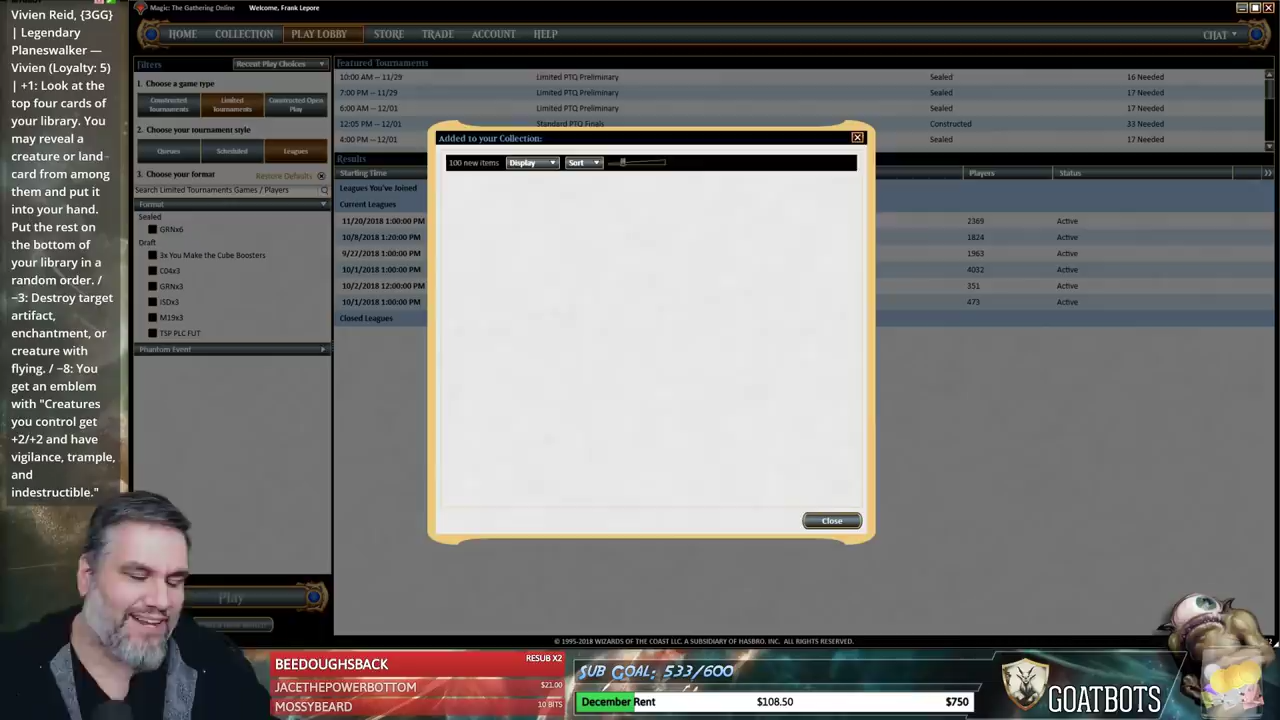 Vivien Reid, {3GG}
| Legendary
Planeswalker —
Vivien (Loyalty: 5)
| +1: Look at the
top four cards of
your library. You
may reveal a
creature or land
card from among
them and put it
into your hand.
Put the rest on
the bottom of
your library in a
random order. /
−3: Destroy target
artifact,
enchantment, or
creature with
flying. / −8: You
get an emblem
with "Creatures
you control get
+2/+2 and have
vigilance, trample,
and
indestructible."
Magic: The Gathering Online Welcome, Frank Lepore
HOME COLLECTION PLAY LOBBY STORE TRADE ACCOUNT HELP CHAT
Filters Recent Play Choices
1. Choose a game type
Constructed Tournaments
Limited Tournaments
Constructed Open Play
2. Choose your tournament style
Queues Scheduled Leagues
3. Choose your format Restore Defaults
Search Limited Tournaments Games / Players
Format
Sealed
GRNx6
Draft
3x You Make the Cube Boosters
C04x3
GRNx3
ISDx3
M19x3
TSP PLC FUT
Phantom Event
Play
Featured Tournaments
10:00 AM -- 11/29 Limited PTQ Preliminary Sealed 16 Needed
7:00 PM -- 11/29 Limited PTQ Preliminary Sealed 17 Needed
6:00 AM -- 12/01 Limited PTQ Preliminary Sealed 17 Needed
12:05 PM -- 12/01 Standard PTQ Finals Constructed 33 Needed
4:00 PM -- 12/01 Sealed 17 Needed
Results
Starting Time Players Status
Leagues You've Joined
Current Leagues
11/20/2018 1:00:00 PM 2369 Active
10/8/2018 1:20:00 PM 1824 Active
9/27/2018 1:00:00 PM 1963 Active
10/1/2018 1:00:00 PM 4032 Active
10/2/2018 12:00:00 PM 351 Active
10/1/2018 1:00:00 PM 473 Active
Closed Leagues
Added to your Collection:
100 new items Display Sort
Close
© 1995-2018 WIZARDS OF THE COAST LLC. A SUBSIDIARY OF HASBRO, INC. ALL RIGHTS RESERVED.
BEEDOUGHSBACK RESUB X2
JACETHEPOWERBOTTOM $21.00
MOSSYBEARD 10 BITS
SUB GOAL: 533/600
December Rent $108.50 $750
GOATBOTS